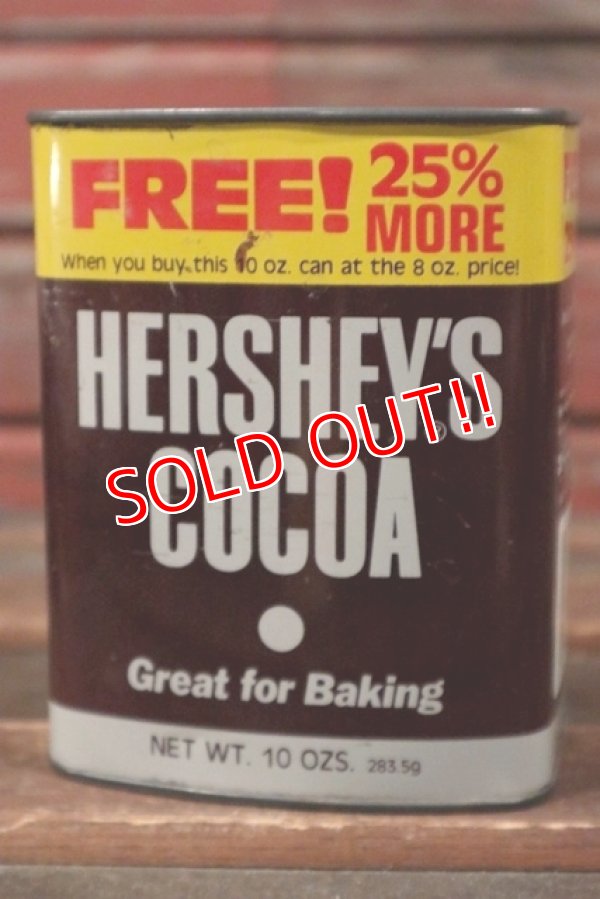 FREE! 25% MORE
When you buy this 10 oz. can at the 8 oz. price!
HERSHEY'S
COCOA
SOLD OUT!!
Great for Baking
NET WT. 10 OZS. 283.5g